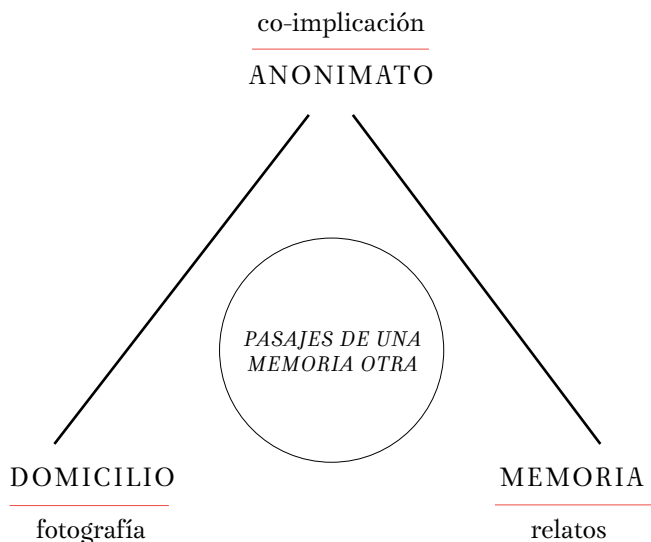 co-implicación
ANONIMATO
PASAJES DE UNA
MEMORIA OTRA
DOMICILIO
fotografía
MEMORIA
relatos